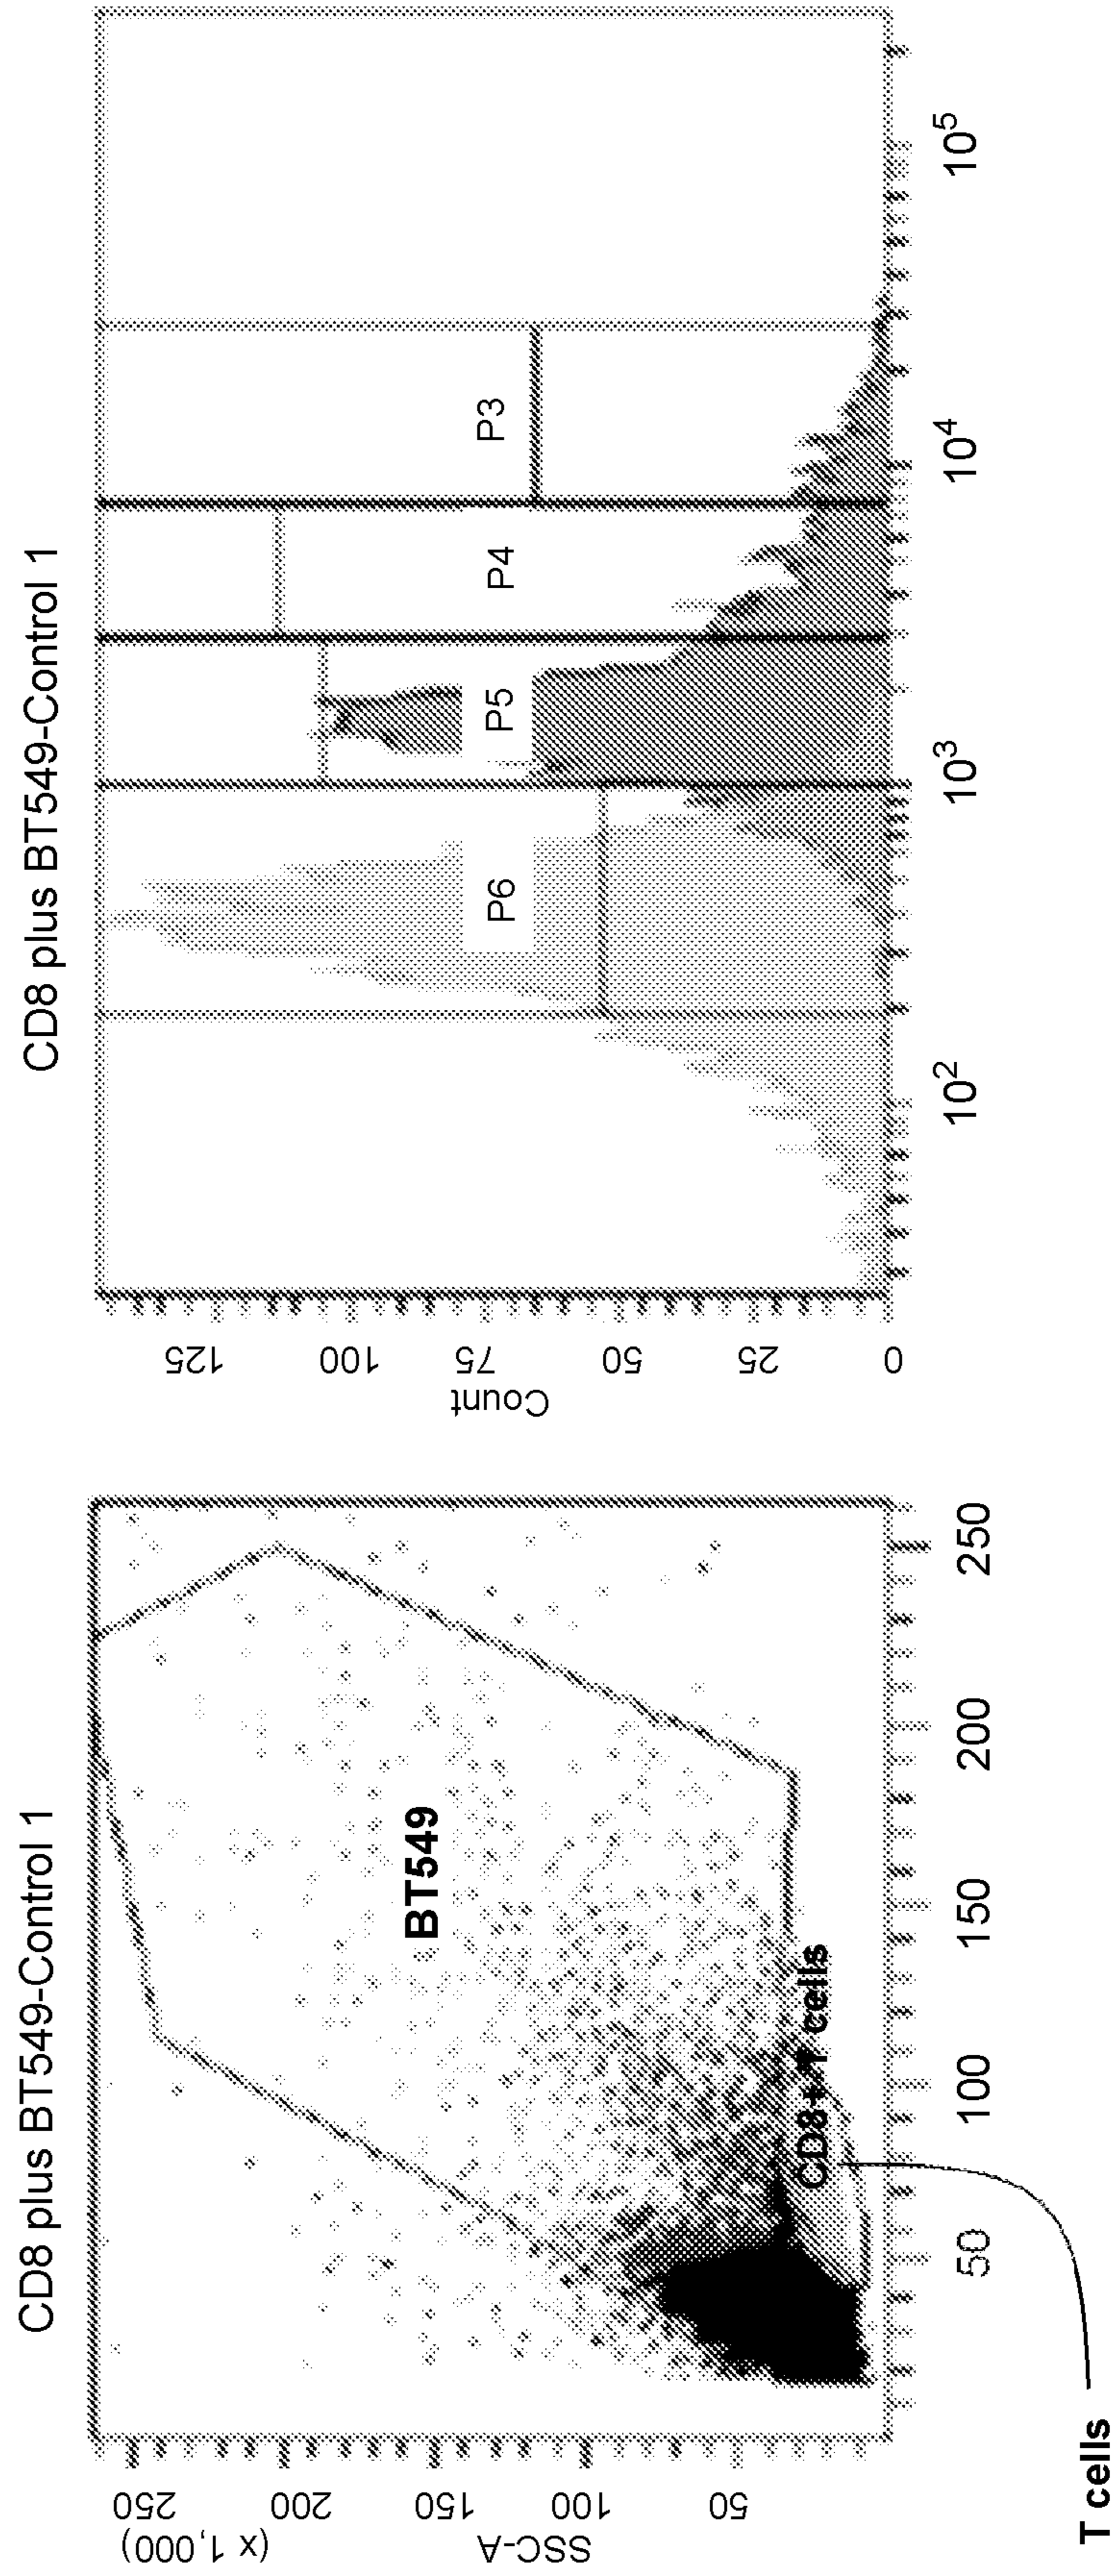 CD8 plus BT549-Control 1
250
200
150
100
50
(x 1,000)
SSC-A
BT549
CD8+ T cells
50
100
150
200
250
T cells
CD8 plus BT549-Control 1
125
100
75
50
25
0
Count
P6
P5
P4
P3
10²
10³
10⁴
10⁵